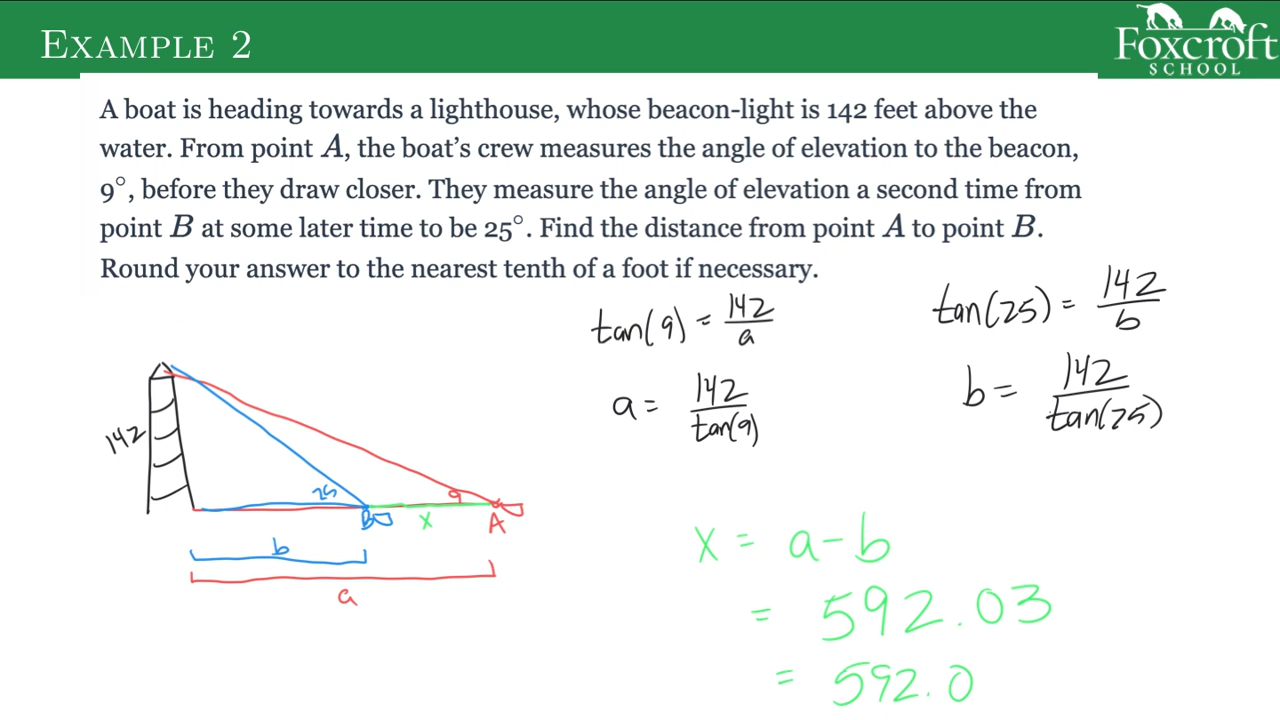 EXAMPLE 2
Foxcroft
SCHOOL
A boat is heading towards a lighthouse, whose beacon-light is 142 feet above the
water. From point A, the boat's crew measures the angle of elevation to the beacon,
9°, before they draw closer. They measure the angle of elevation a second time from
point B at some later time to be 25°. Find the distance from point A to point B.
Round your answer to the nearest tenth of a foot if necessary.
tan(9) = 142/a
a = 142/tan(9)
tan(25) = 142/b
b = 142/tan(25)
142
25
9
B
x
A
b
a
x = a - b
= 592.03
= 592.0